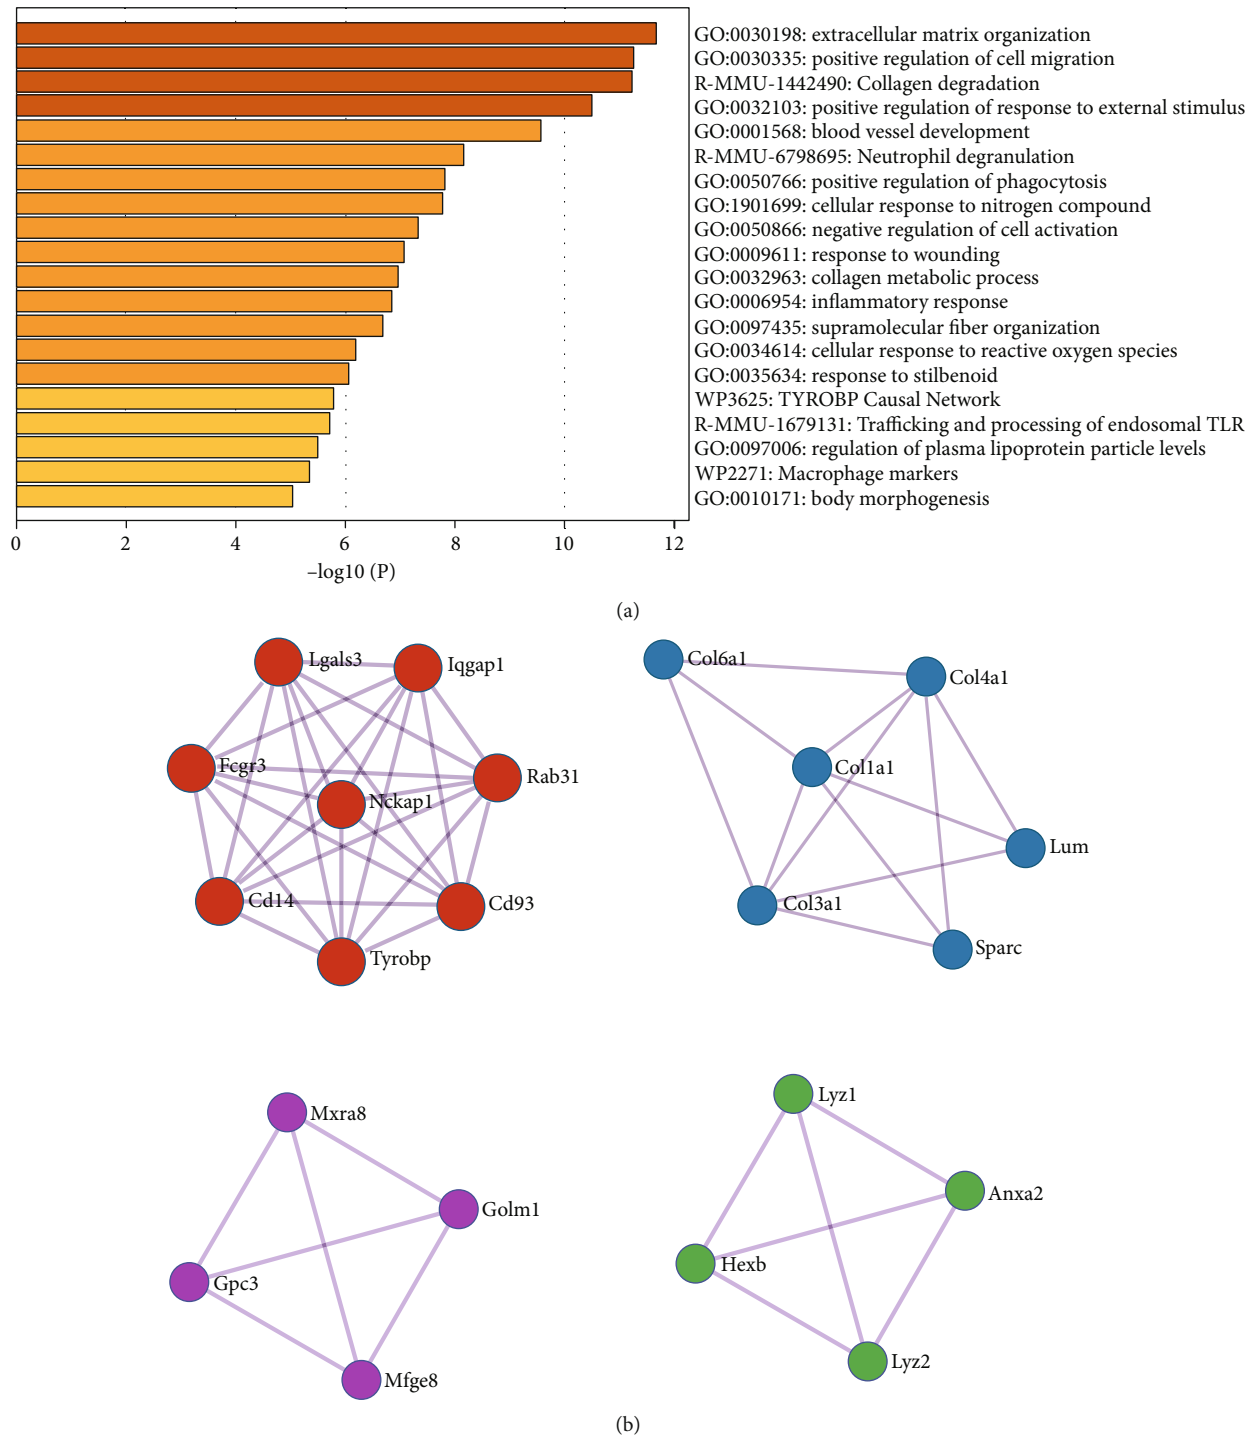 GO:0030198: extracellular matrix organization
GO:0030335: positive regulation of cell migration
R-MMU-1442490: Collagen degradation
GO:0032103: positive regulation of response to external stimulus
GO:0001568: blood vessel development
R-MMU-6798695: Neutrophil degranulation
GO:0050766: positive regulation of phagocytosis
GO:1901699: cellular response to nitrogen compound
GO:0050866: negative regulation of cell activation
GO:0009611: response to wounding
GO:0032963: collagen metabolic process
GO:0006954: inflammatory response
GO:0097435: supramolecular fiber organization
GO:0034614: cellular response to reactive oxygen species
GO:0035634: response to stilbenoid
WP3625: TYROBP Causal Network
R-MMU-1679131: Trafficking and processing of endosomal TLR
GO:0097006: regulation of plasma lipoprotein particle levels
WP2271: Macrophage markers
GO:0010171: body morphogenesis
0 2 4 6 8 10 12
–log10 (P)
(a)
Lgals3
Iqgap1
Fcgr3
Rab31
Nckap1
Cd14
Cd93
Tyrobp
Col6a1
Col4a1
Col1a1
Lum
Col3a1
Sparc
Mxra8
Golm1
Gpc3
Mfge8
Lyz1
Anxa2
Hexb
Lyz2
(b)